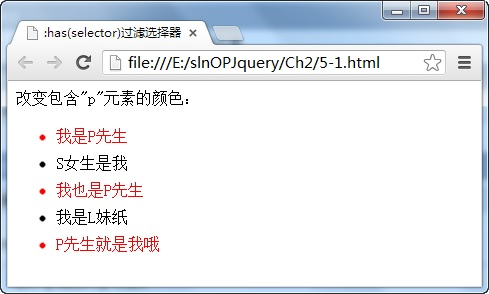 :has(selector)过滤选择器
file:///E:/slnOPJquery/Ch2/5-1.html
改变包含"p"元素的颜色：
我是P先生
S女生是我
我也是P先生
我是L妹纸
P先生就是我哦